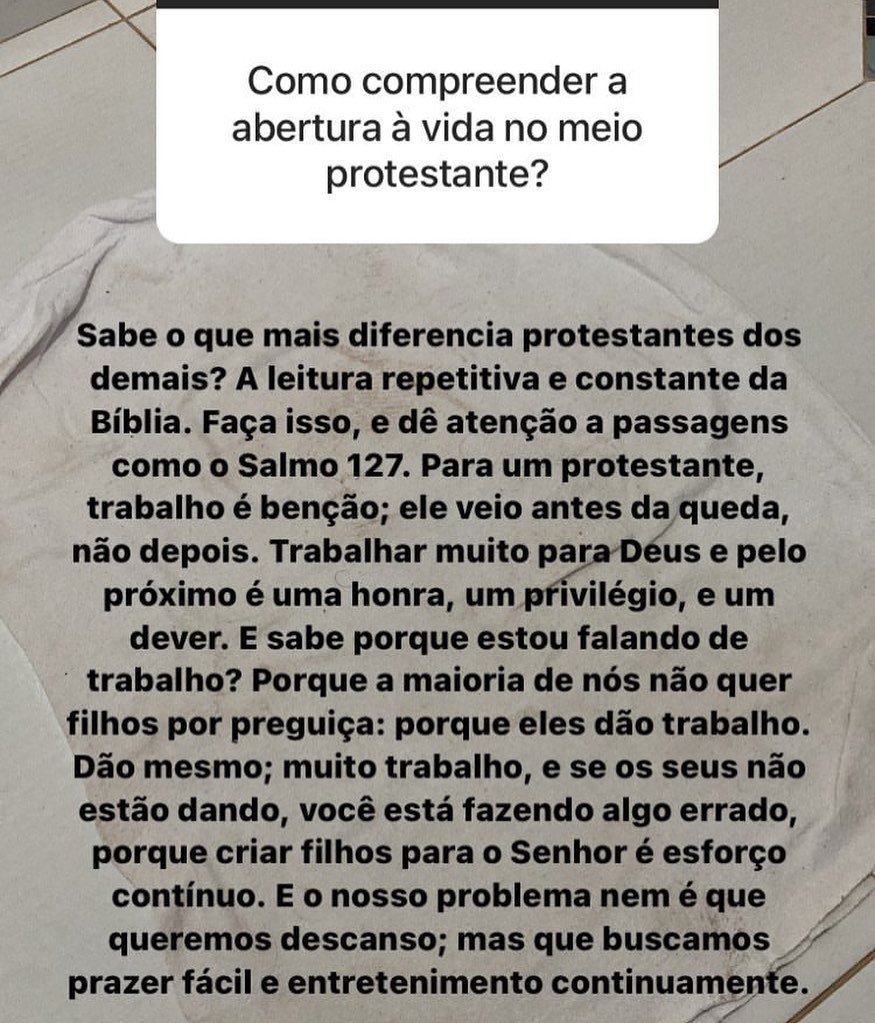 Como compreender a
abertura à vida no meio
protestante?
Sabe o que mais diferencia protestantes dos
demais? A leitura repetitiva e constante da
Bíblia. Faça isso, e dê atenção a passagens
como o Salmo 127. Para um protestante,
trabalho é benção; ele veio antes da queda,
não depois. Trabalhar muito para Deus e pelo
próximo é uma honra, um privilégio, e um
dever. E sabe porque estou falando de
trabalho? Porque a maioria de nós não quer
filhos por preguiça: porque eles dão trabalho.
Dão mesmo; muito trabalho, e se os seus não
estão dando, você está fazendo algo errado,
porque criar filhos para o Senhor é esforço
contínuo. E o nosso problema nem é que
queremos descanso; mas que buscamos
prazer fácil e entretenimento continuamente.